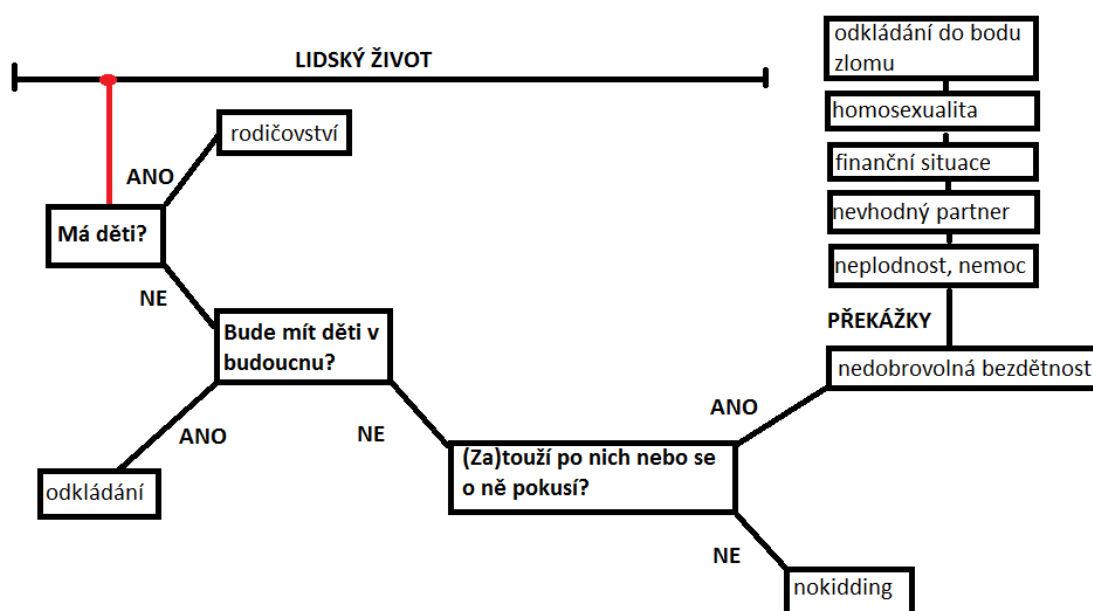 LIDSKÝ ŽIVOT
rodičovství
ANO
Má děti?
NE
Bude mít děti v
budoucnu?
ANO
odkládání
NE
(Za)touží po nich nebo se
o ně pokusí?
ANO
NE
nokidding
odkládání do bodu
zlomu
homosexualita
finanční situace
nevhodný partner
neplodnost, nemoc
PŘEKÁŽKY
nedobrovolná bezdětnost